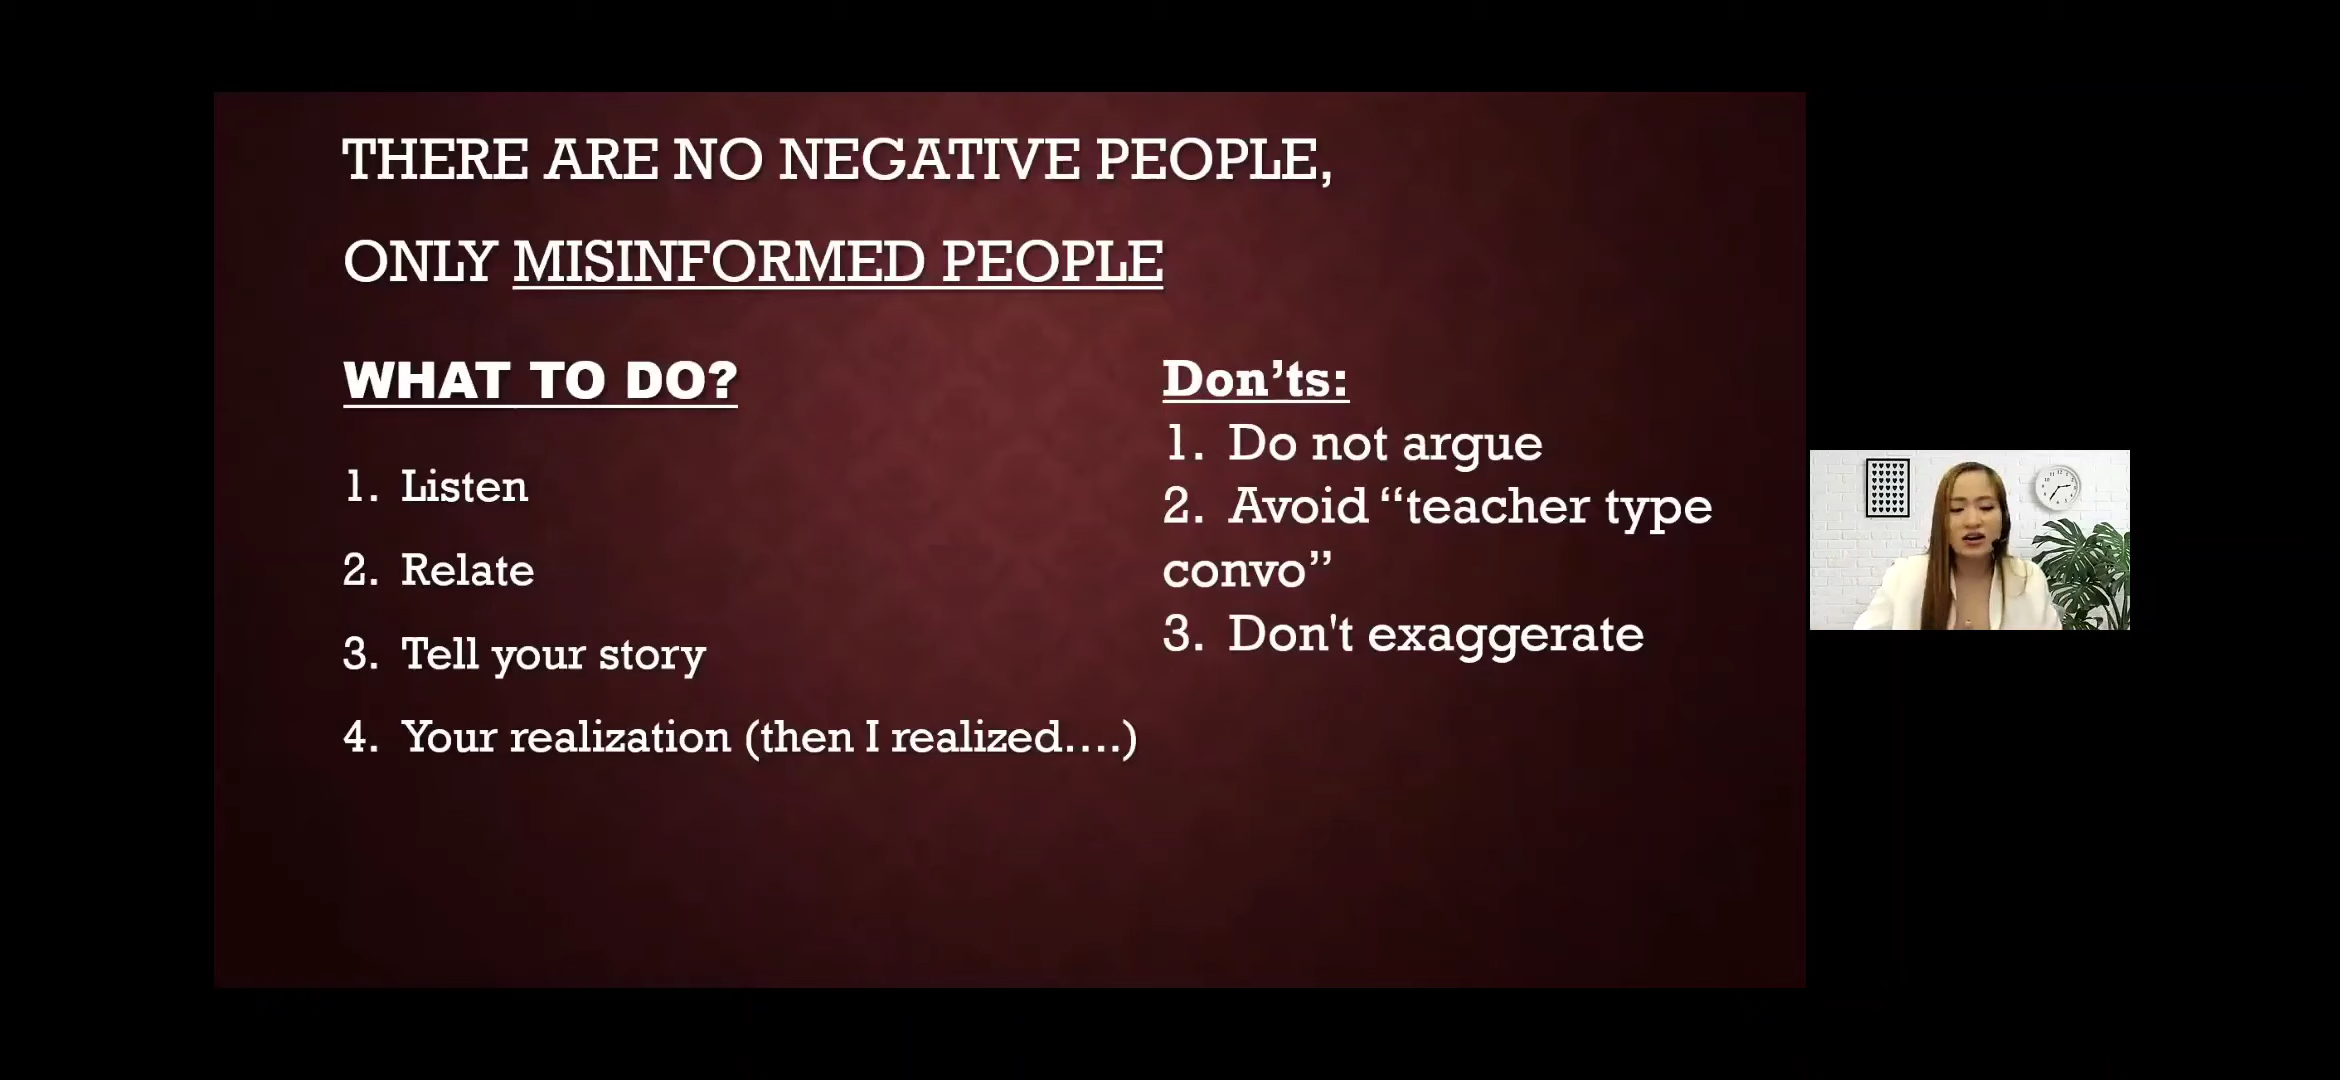 THERE ARE NO NEGATIVE PEOPLE,
ONLY MISINFORMED PEOPLE
WHAT TO DO?
1. Listen
2. Relate
3. Tell your story
4. Your realization (then I realized....)
Don’ts:
1. Do not argue
2. Avoid “teacher type
convo”
3. Don't exaggerate